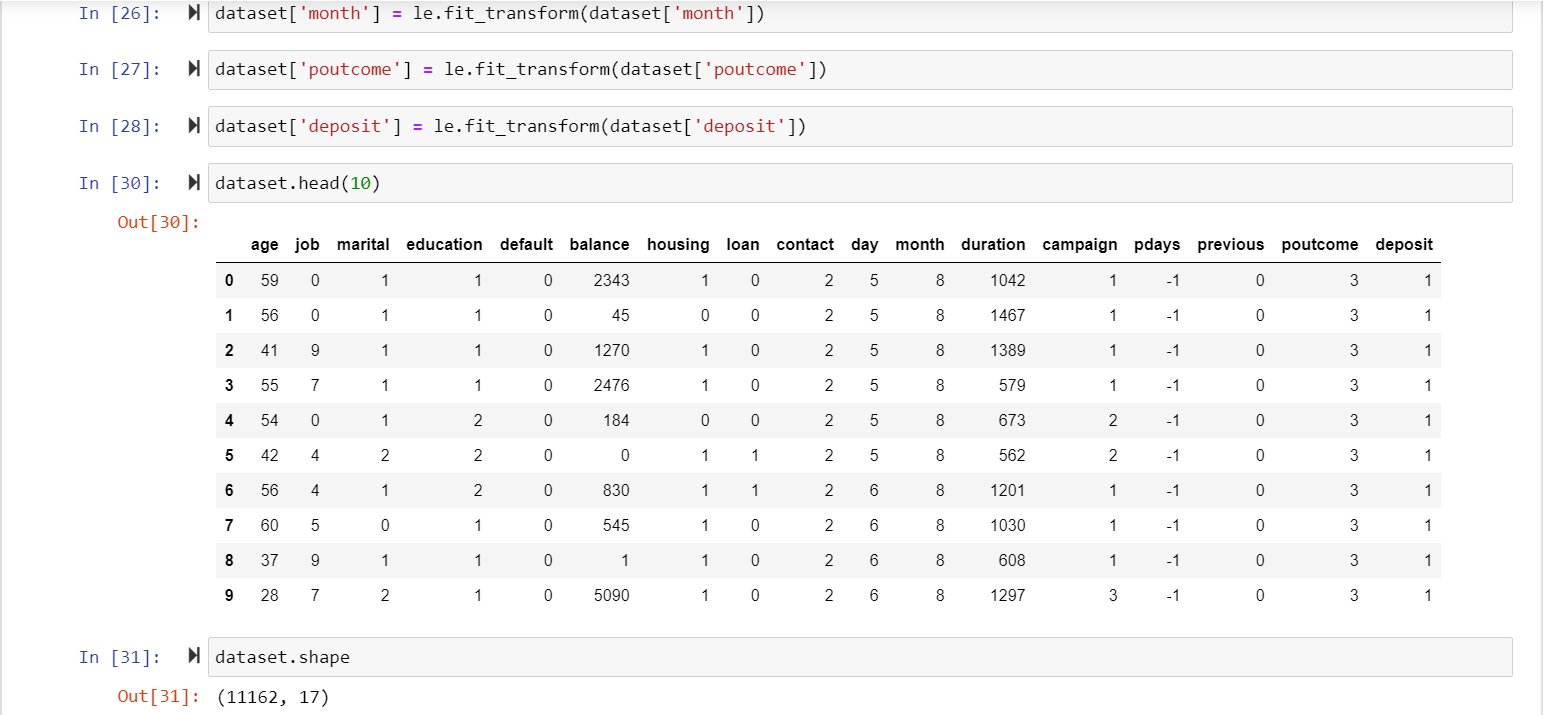 In [26]: dataset['month'] = le.fit_transform(dataset['month'])
In [27]: dataset['poutcome'] = le.fit_transform(dataset['poutcome'])
In [28]: dataset['deposit'] = le.fit_transform(dataset['deposit'])
In [30]: dataset.head(10)
Out[30]:
age job marital education default balance housing loan contact day month duration campaign pdays previous poutcome deposit
0 59 0 1 1 0 2343 1 0 2 5 8 1042 1 -1 0 3 1
1 56 0 1 1 0 45 0 0 2 5 8 1467 1 -1 0 3 1
2 41 9 1 1 0 1270 1 0 2 5 8 1389 1 -1 0 3 1
3 55 7 1 1 0 2476 1 0 2 5 8 579 1 -1 0 3 1
4 54 0 1 2 0 184 0 0 2 5 8 673 2 -1 0 3 1
5 42 4 2 2 0 0 1 1 2 5 8 562 2 -1 0 3 1
6 56 4 1 2 0 830 1 1 2 6 8 1201 1 -1 0 3 1
7 60 5 0 1 0 545 1 0 2 6 8 1030 1 -1 0 3 1
8 37 9 1 1 0 1 1 0 2 6 8 608 1 -1 0 3 1
9 28 7 2 1 0 5090 1 0 2 6 8 1297 3 -1 0 3 1
In [31]: dataset.shape
Out[31]: (11162, 17)